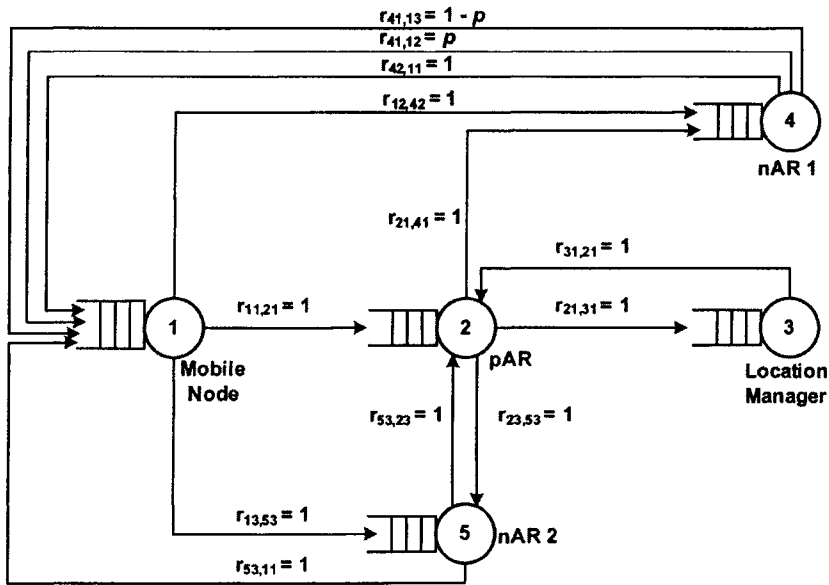 r41,13 = 1 - p
r41,12 = p
r42,11 = 1
r12,42 = 1
4
nAR 1
r21,41 = 1
r31,21 = 1
r11,21 = 1
r21,31 = 1
1
2
3
Mobile
Node
pAR
Location
Manager
r53,23 = 1
r23,53 = 1
r13,53 = 1
5
nAR 2
r53,11 = 1